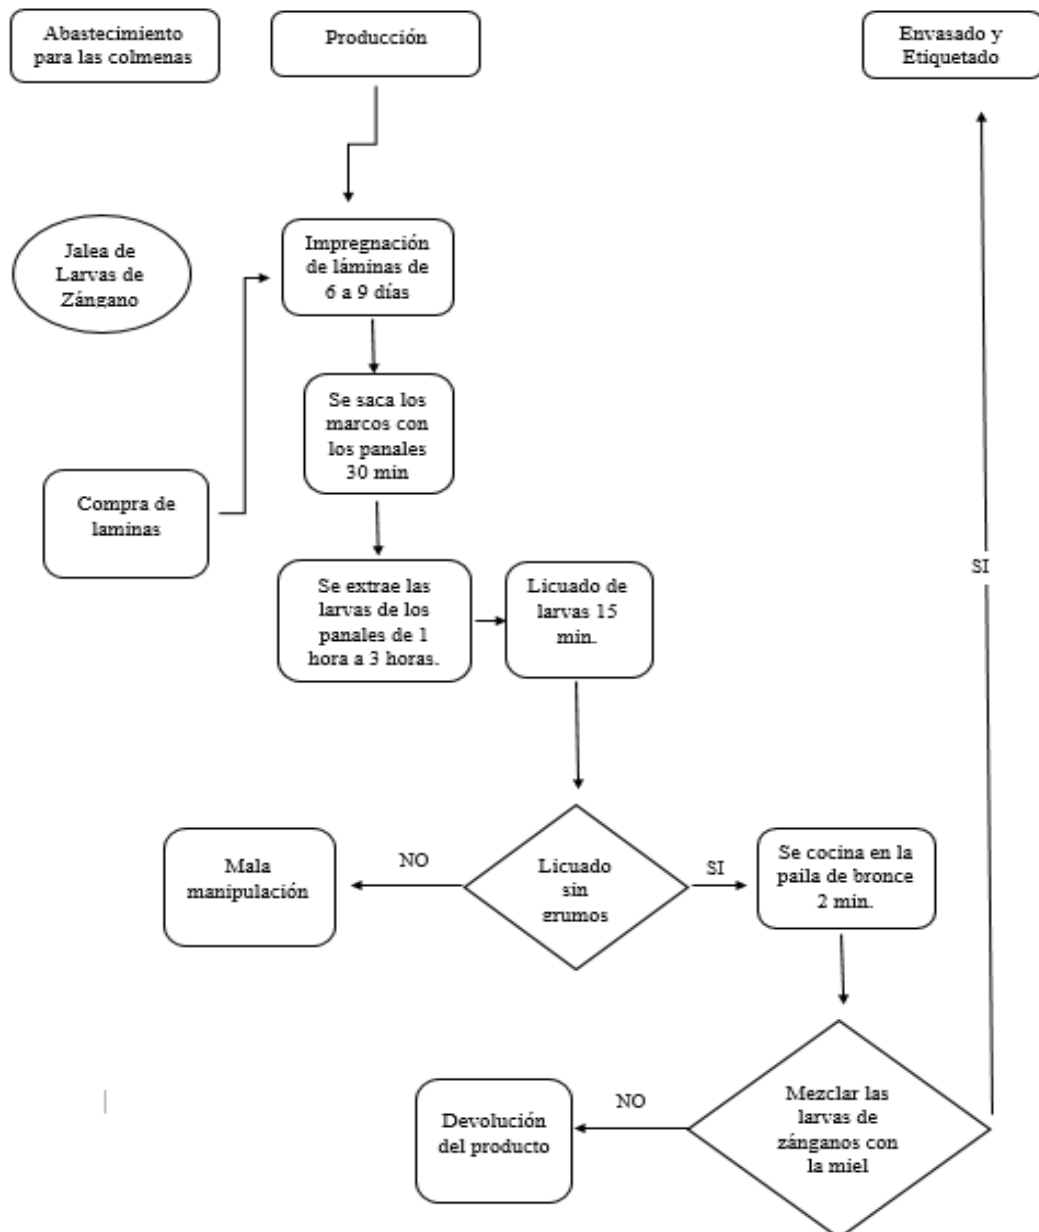 Abastecimiento
para las colmenas
Producción
Envasado y
Etiquetado
Jalea de
Larvas de
Zángano
Impregnación
de láminas de
6 a 9 días
Se saca los
marcos con
los panales
30 min
Compra de
laminas
Se extrae las
larvas de los
panales de 1
hora a 3 horas.
Licuado de
larvas 15
min.
SI
Mala
manipulación
NO
Licuado
sin
grumos
SI
Se cocina en la
paila de bronce
2 min.
Devolución
del producto
NO
Mezclar las
larvas de
zánganos con
la miel